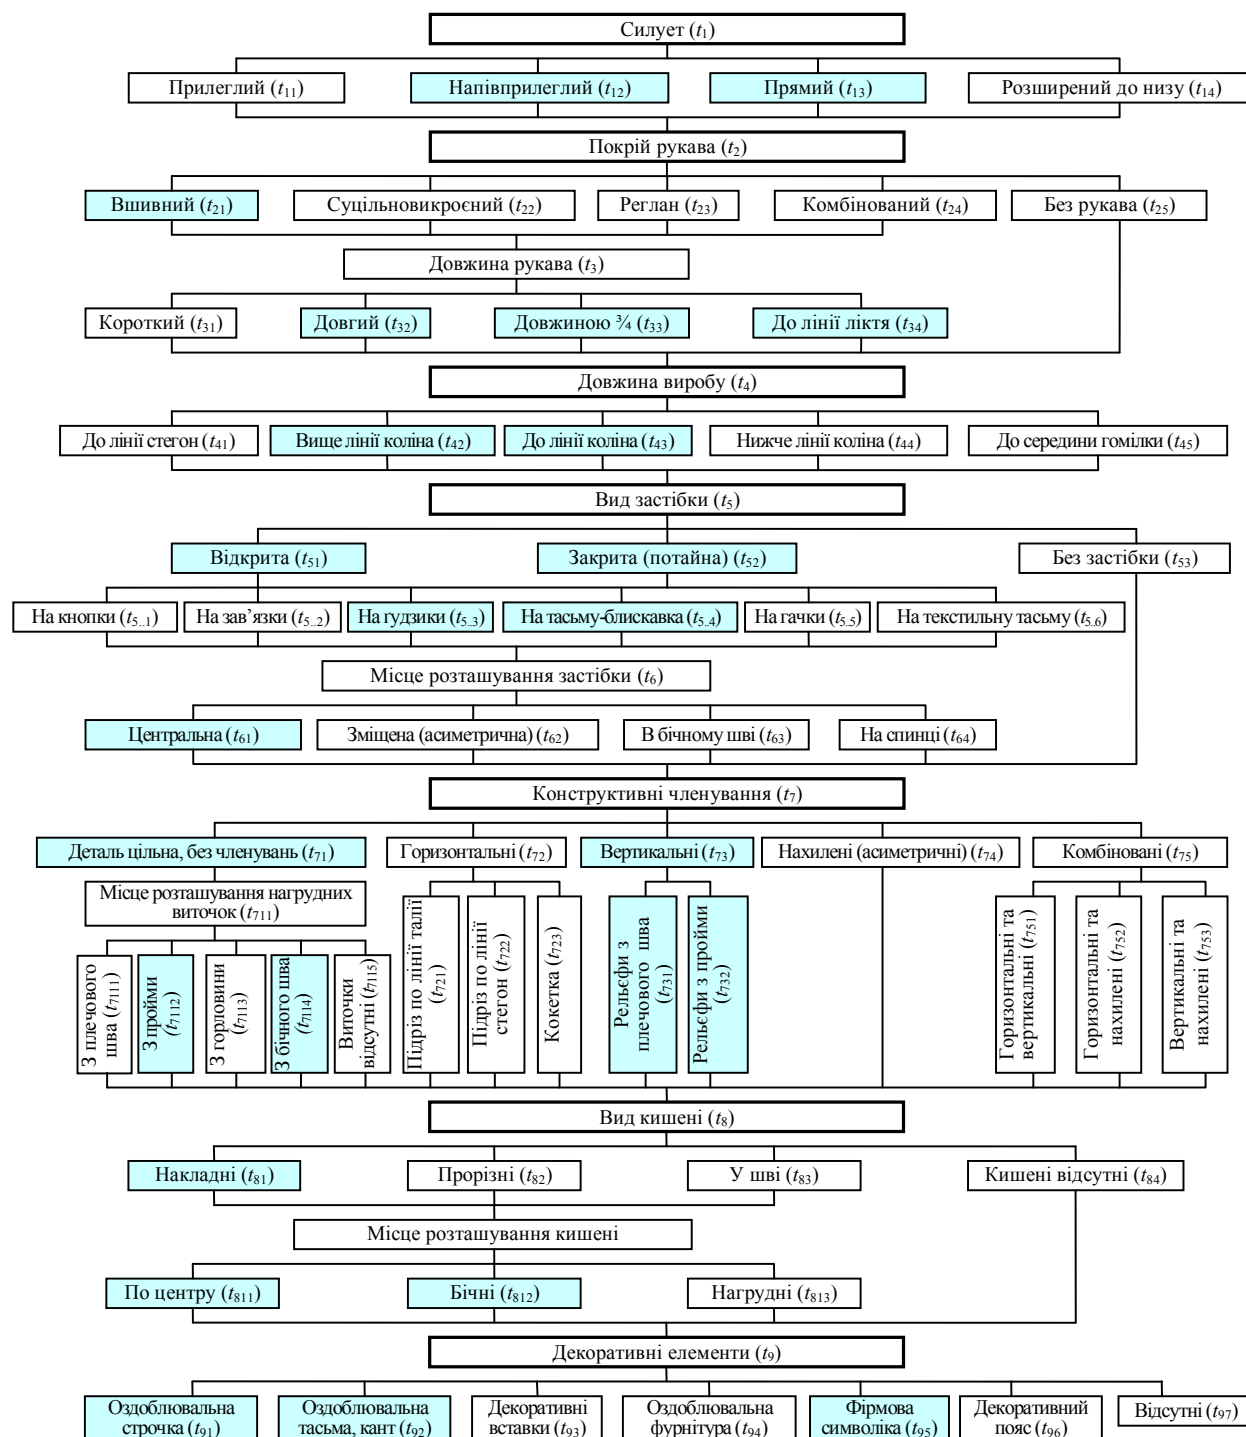 Силует (t1)
Прилеглий (t11)
Напівприлеглий (t12)
Прямий (t13)
Розширений до низу (t14)
Покрій рукава (t2)
Вшивний (t21)
Суцільновикроєний (t22)
Реглан (t23)
Комбінований (t24)
Без рукава (t25)
Довжина рукава (t3)
Короткий (t31)
Довгий (t32)
Довжиною ¾ (t33)
До лінії ліктя (t34)
Довжина виробу (t4)
До лінії стегон (t41)
Вище лінії коліна (t42)
До лінії коліна (t43)
Нижче лінії коліна (t44)
До середини гомілки (t45)
Вид застібки (t5)
Відкрита (t51)
Закрита (потайна) (t52)
Без застібки (t53)
На кнопки (t5..1)
На зав’язки (t5..2)
На ґудзики (t5..3)
На тасьму-блискавка (t5..4)
На гачки (t5.5)
На текстильну тасьму (t5.6)
Місце розташування застібки (t6)
Центральна (t61)
Зміщена (асиметрична) (t62)
В бічному шві (t63)
На спинці (t64)
Конструктивні членування (t7)
Деталь цільна, без членувань (t71)
Горизонтальні (t72)
Вертикальні (t73)
Нахилені (асиметричні) (t74)
Комбіновані (t75)
Місце розташування нагрудних
виточок (t711)
З плечового
шва (t7111)
З пройми
(t7112)
З горловини
(t7113)
З бічного шва
(t7114)
Виточки
відсутні (t7115)
Підріз по лінії талії
(t721)
Підріз по лінії
стегон (t722)
Кокетка (t723)
Рельєфи з
плечового шва
(t731)
Рельєфи з пройми
(t732)
Горизонтальні та
вертикальні (t751)
Горизонтальні та
нахилені (t752)
Вертикальні та
нахилені (t753)
Вид кишені (t8)
Накладні (t81)
Прорізні (t82)
У шві (t83)
Кишені відсутні (t84)
Місце розташування кишені
По центру (t811)
Бічні (t812)
Нагрудні (t813)
Декоративні елементи (t9)
Оздоблювальна
строчка (t91)
Оздоблювальна
тасьма, кант (t92)
Декоративні
вставки (t93)
Оздоблювальна
фурнітура (t94)
Фірмова
символіка (t95)
Декоративний
пояс (t96)
Відсутні (t97)